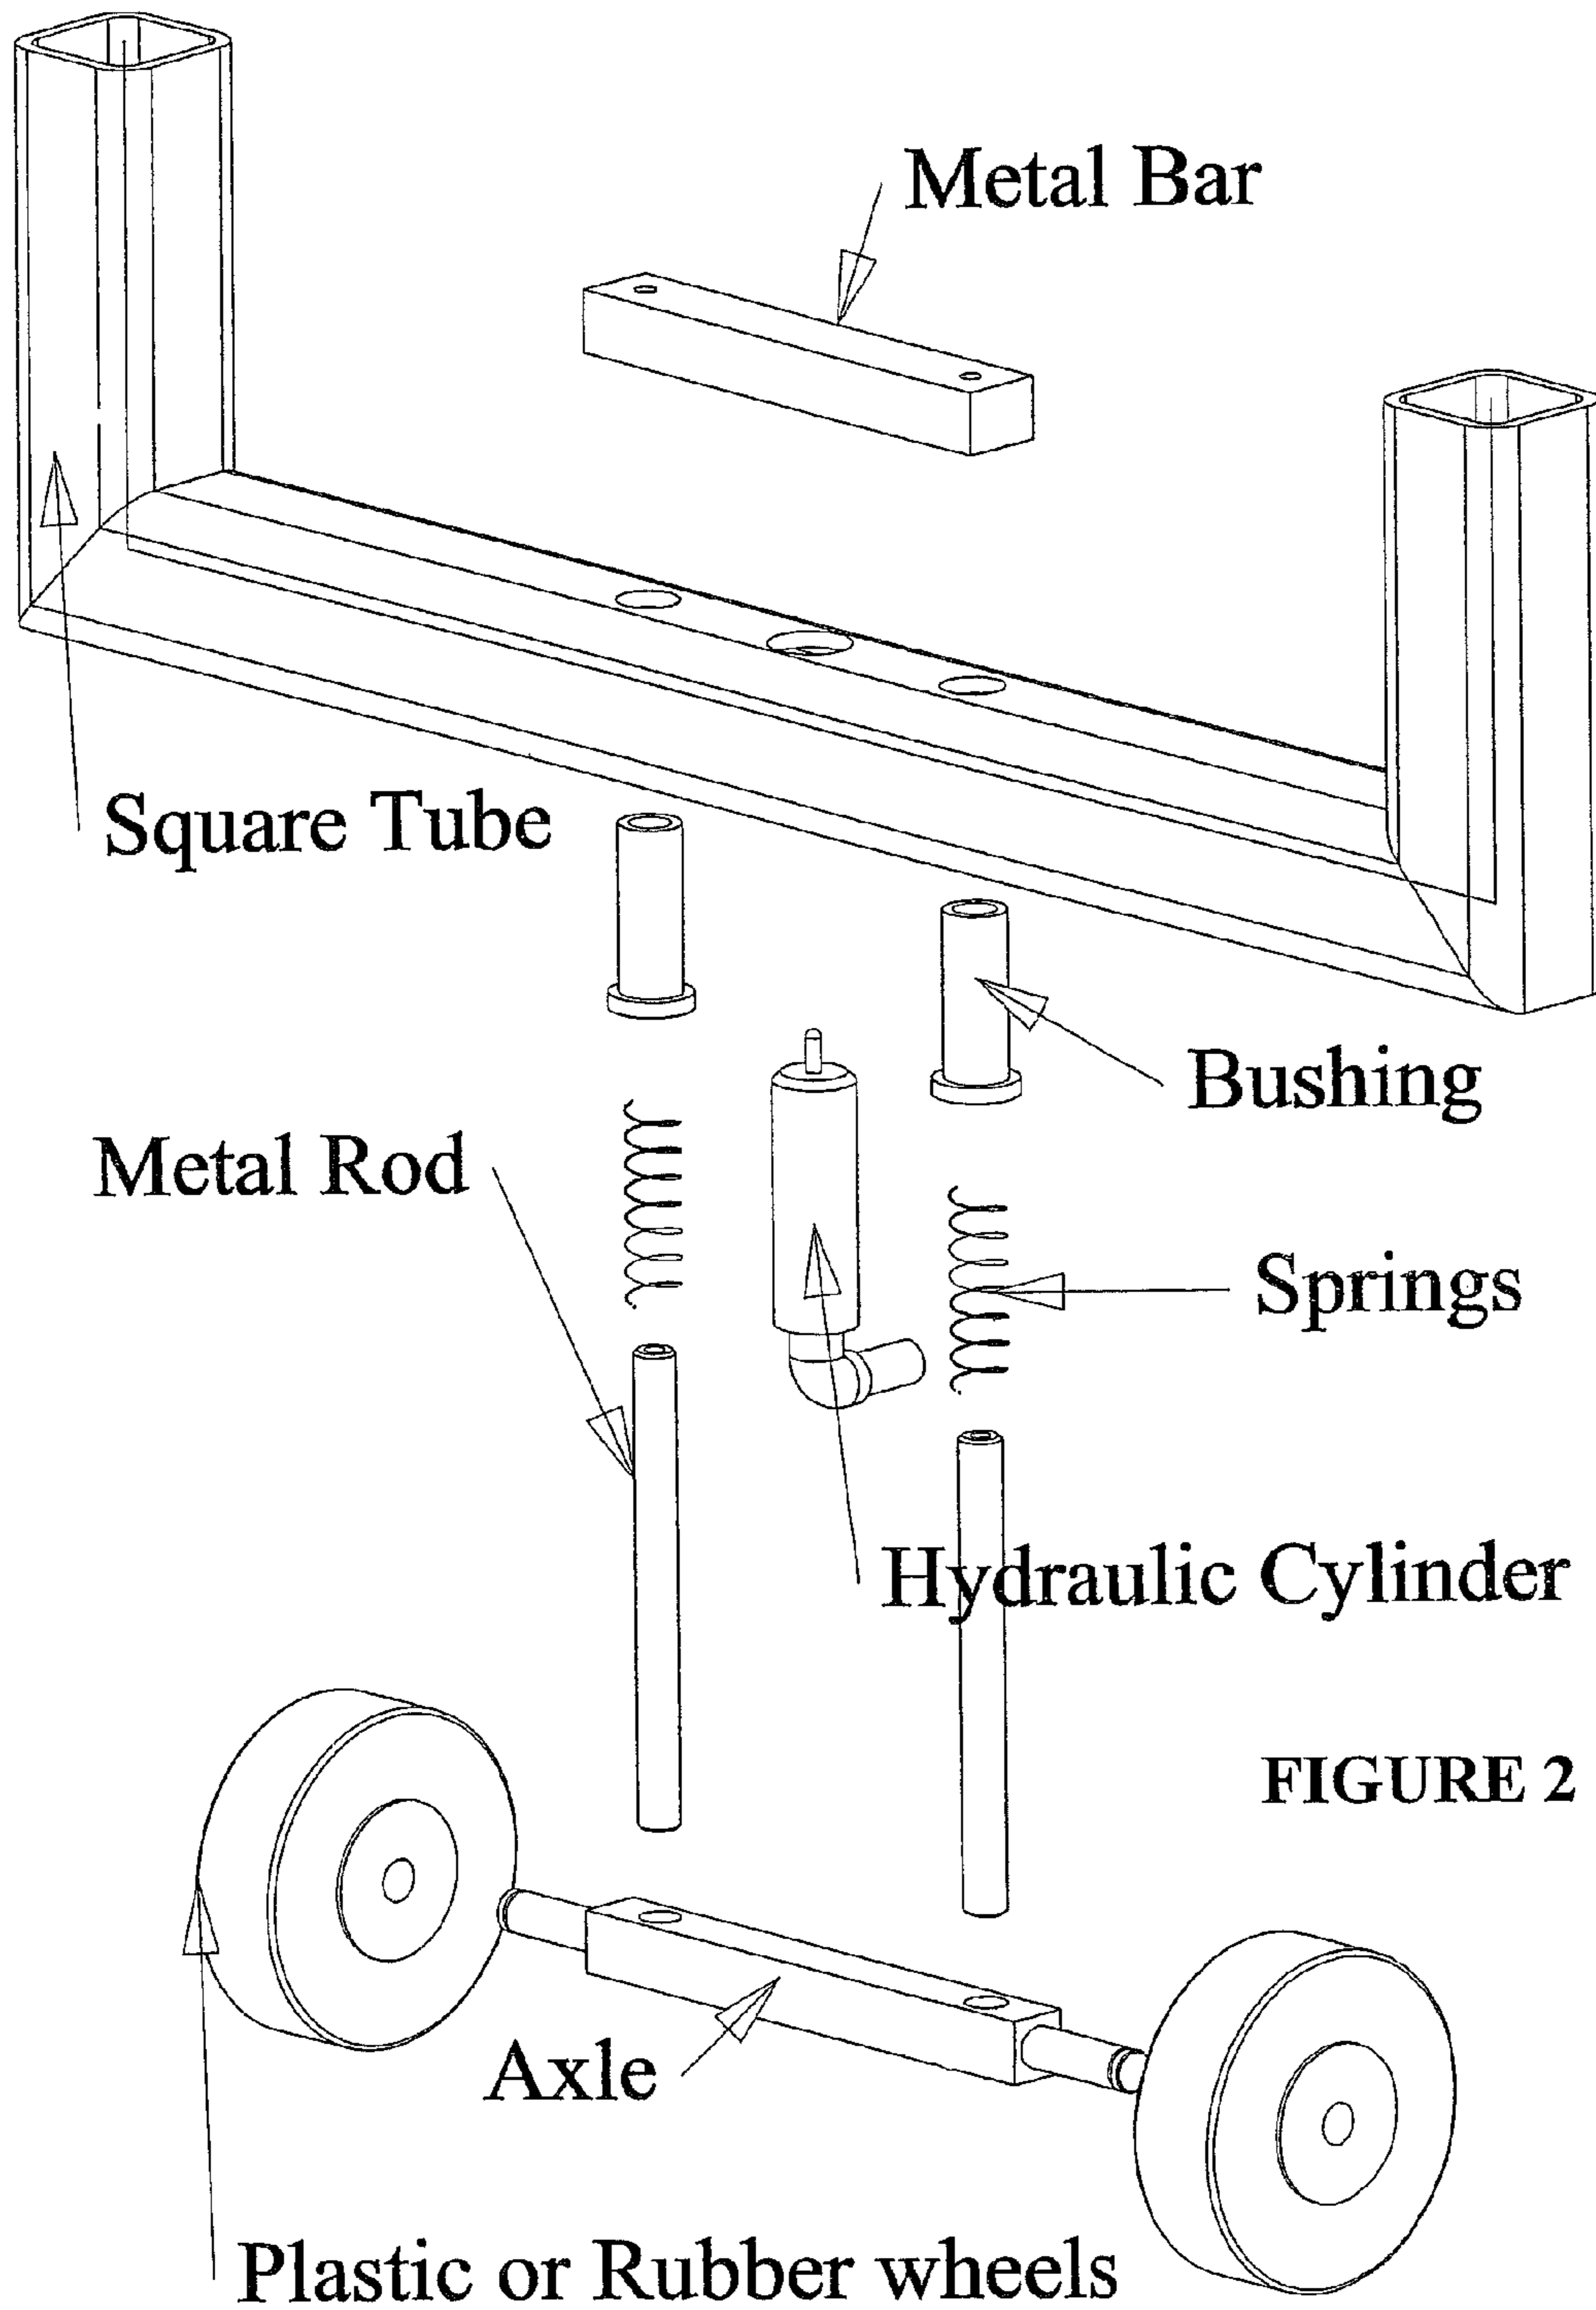 Metal Bar
Square Tube
Bushing
Metal Rod
Springs
Hydraulic Cylinder
FIGURE 2
Axle
Plastic or Rubber wheels